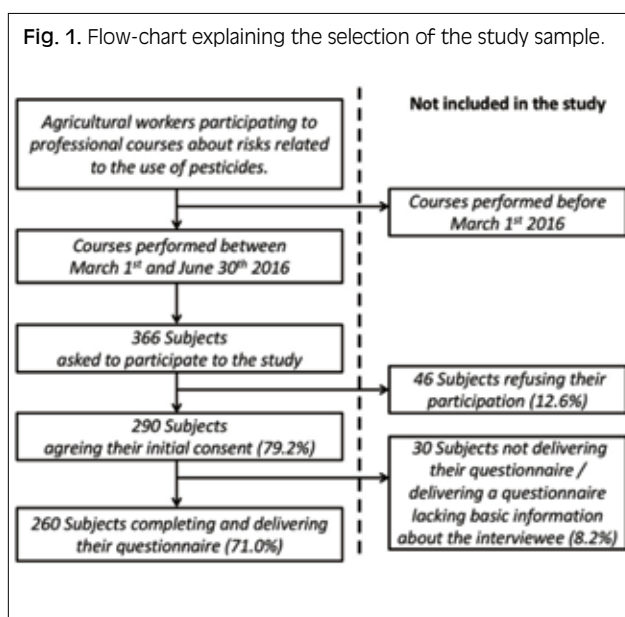 Fig. 1. Flow-chart explaining the selection of the study sample.
Not included in the study
Agricultural workers participating to
professional courses about risks related
to the use of pesticides.
Courses performed before
March 1st 2016
Courses performed between
March 1st and June 30th 2016
366 Subjects
asked to participate to the study
46 Subjects refusing their
participation (12.6%)
290 Subjects
agreing their initial consent (79.2%)
30 Subjects not delivering
their questionnaire /
delivering a questionnaire
lacking basic information
about the interviewee (8.2%)
260 Subjects completing and delivering
their questionnaire (71.0%)